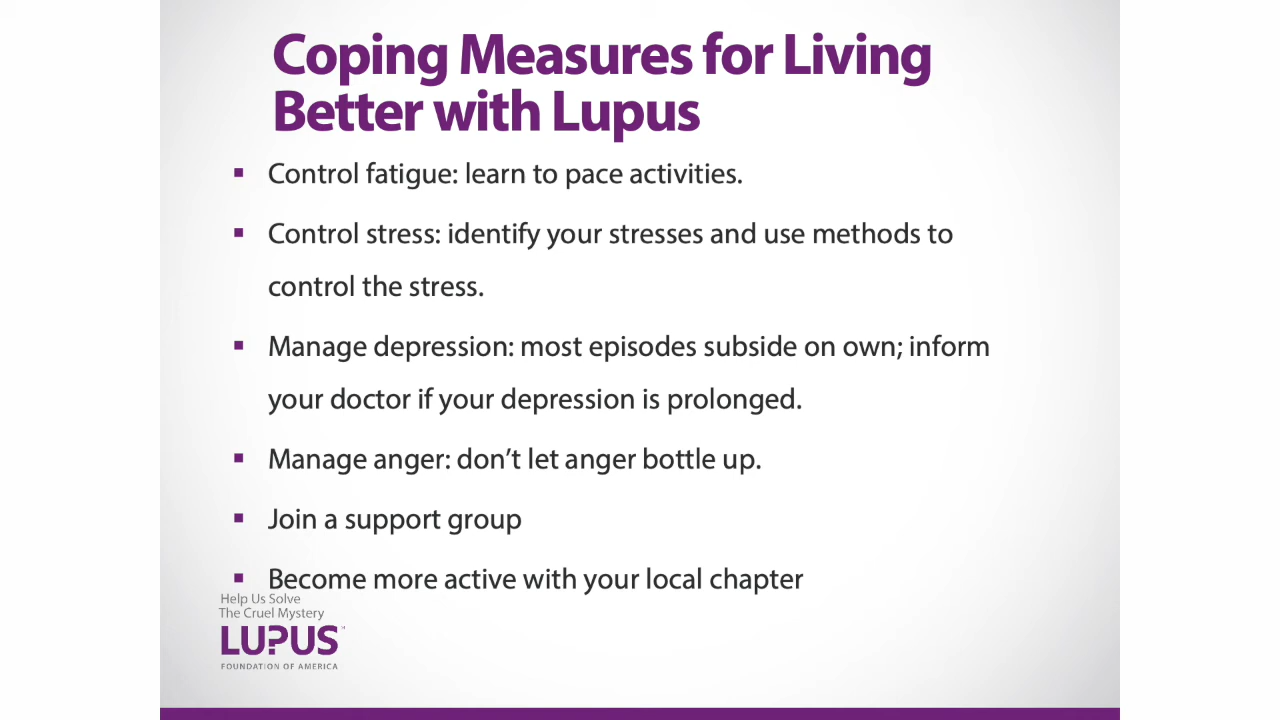 Coping Measures for Living
Better with Lupus
▪ Control fatigue: learn to pace activities.
▪ Control stress: identify your stresses and use methods to
control the stress.
▪ Manage depression: most episodes subside on own; inform
your doctor if your depression is prolonged.
▪ Manage anger: don’t let anger bottle up.
▪ Join a support group
▪ Become more active with your local chapter
Help Us Solve
The Cruel Mystery
LUPUS™
FOUNDATION OF AMERICA